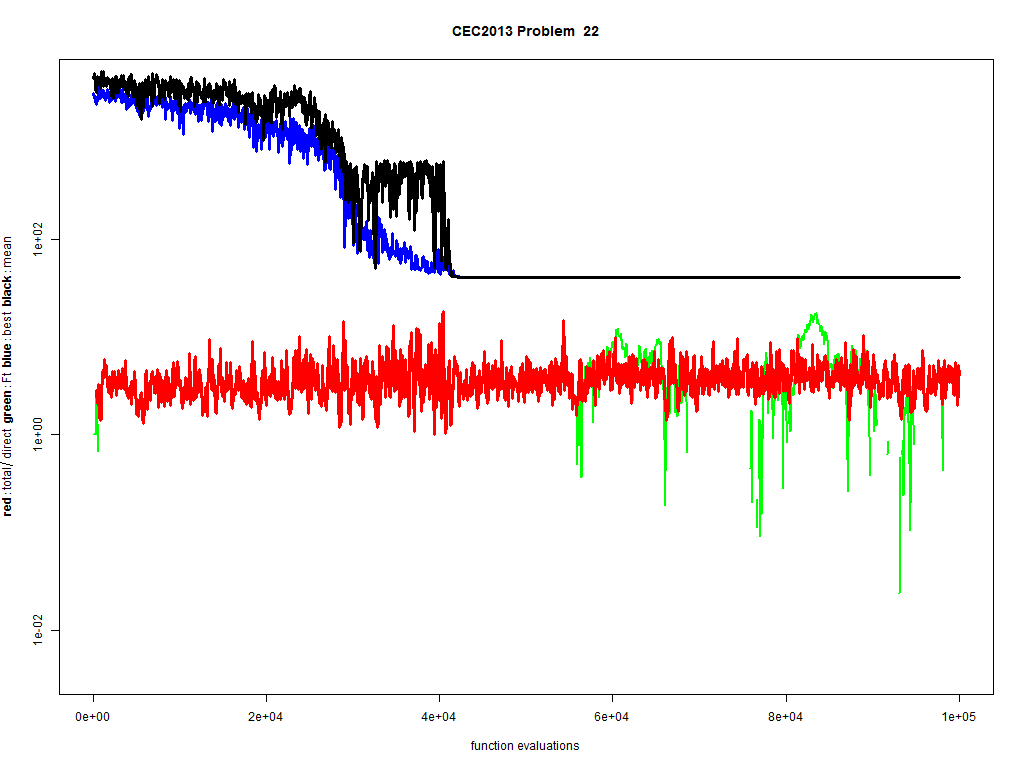 CEC2013 Problem 22
red : total/ direct green : Ft blue : best black : mean
1e+02
1e+00
1e-02
0e+00 2e+04 4e+04 6e+04 8e+04 1e+05
function evaluations